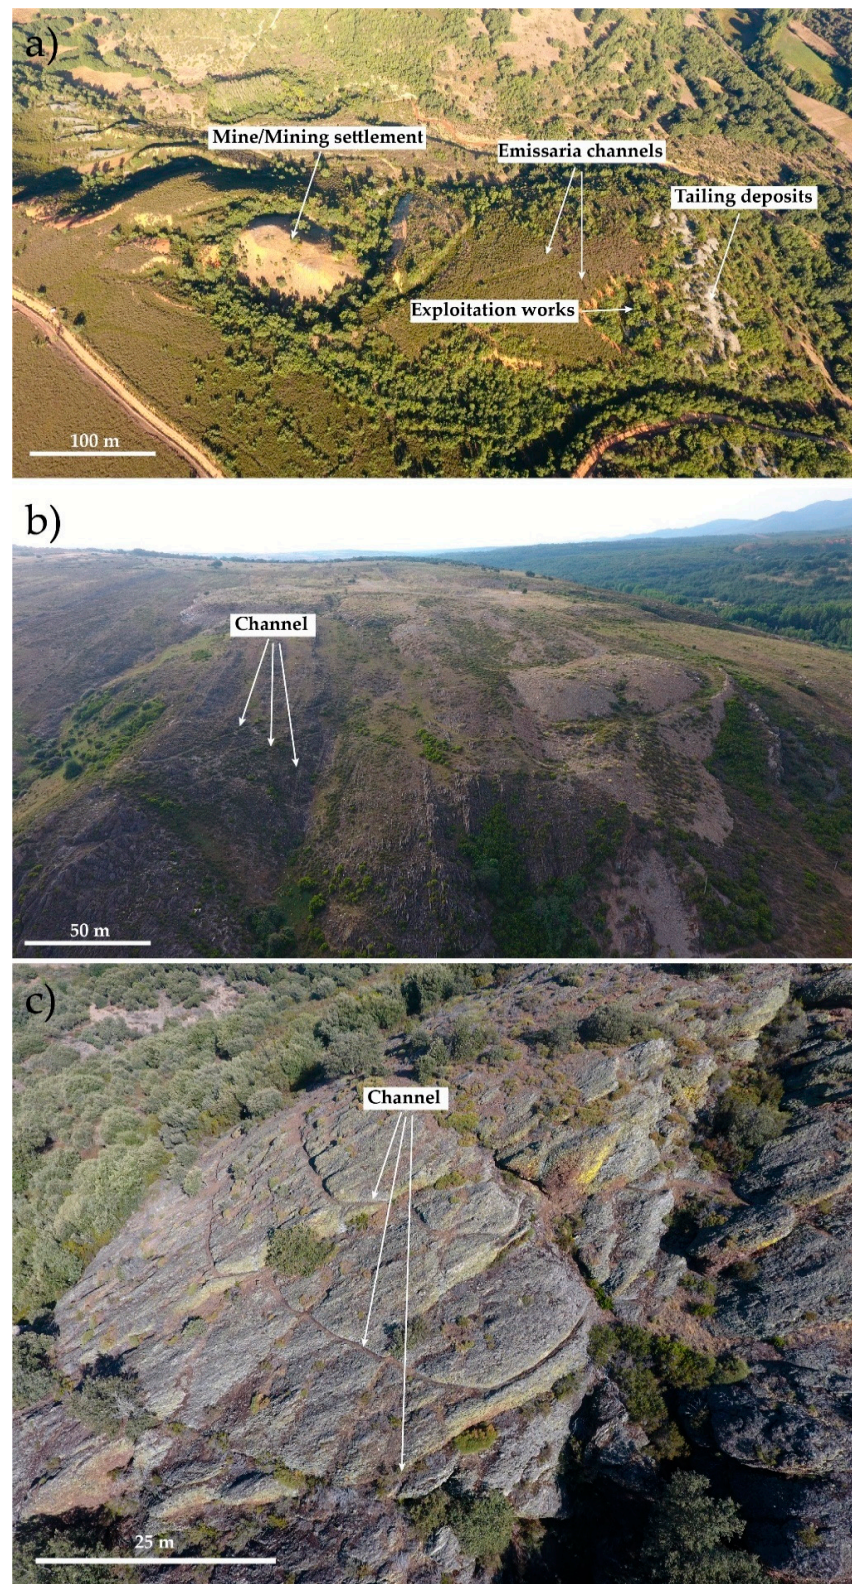 a)
Mine/Mining settlement
Emissaria channels
Tailing deposits
Exploitation works
100 m
b)
Channel
50 m
c)
Channel
25 m